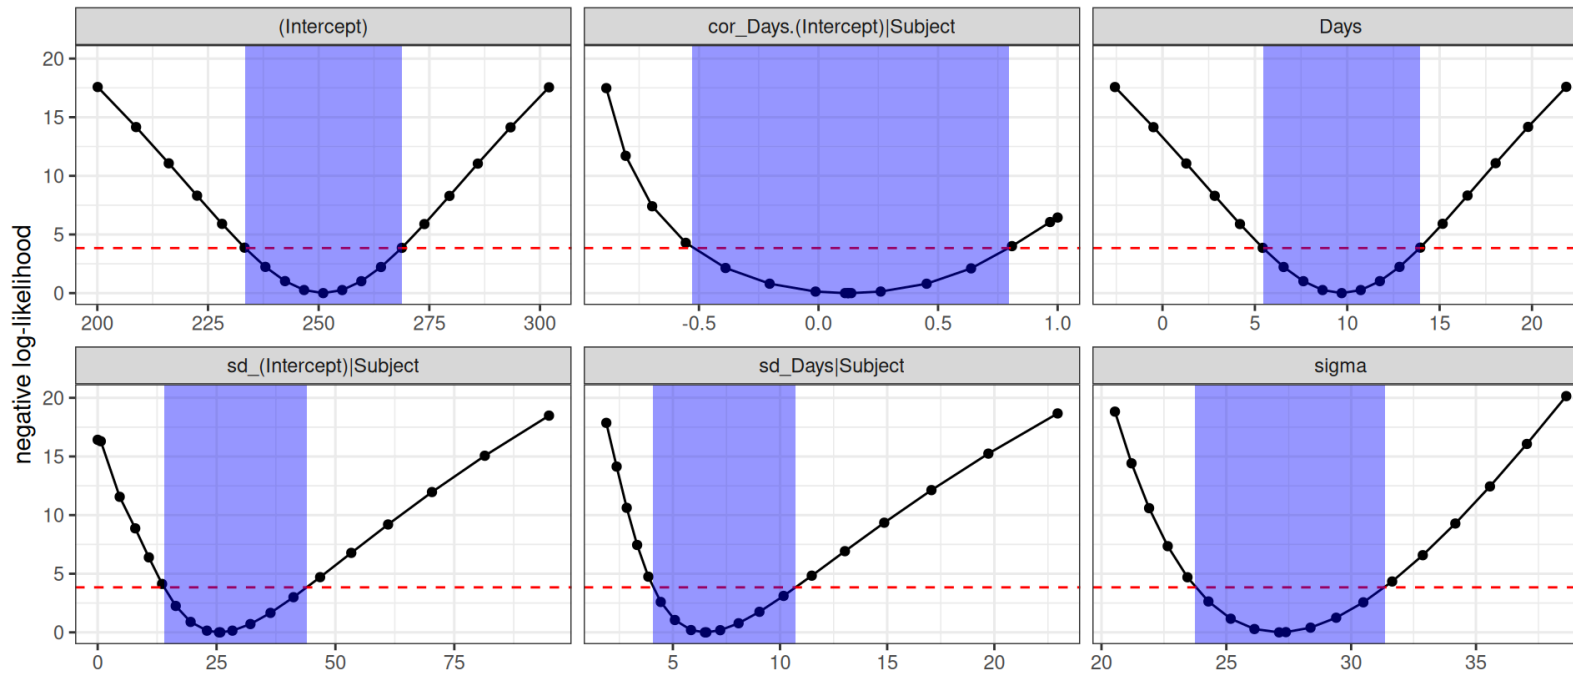 (Intercept)
cor_Days.(Intercept)|Subject
Days
negative log-likelihood
20
15
10
5
0
200 225 250 275 300
-0.5 0.0 0.5 1.0
0 5 10 15 20
sd_(Intercept)|Subject
sd_Days|Subject
sigma
20
15
10
5
0
0 25 50 75
5 10 15 20
20 25 30 35